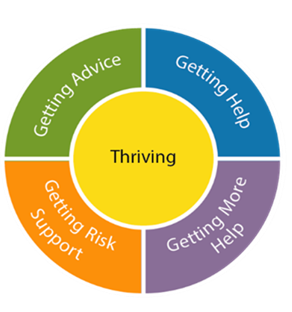 Getting Advice
Getting Help
Thriving
Getting Risk
Support
Getting More
Help